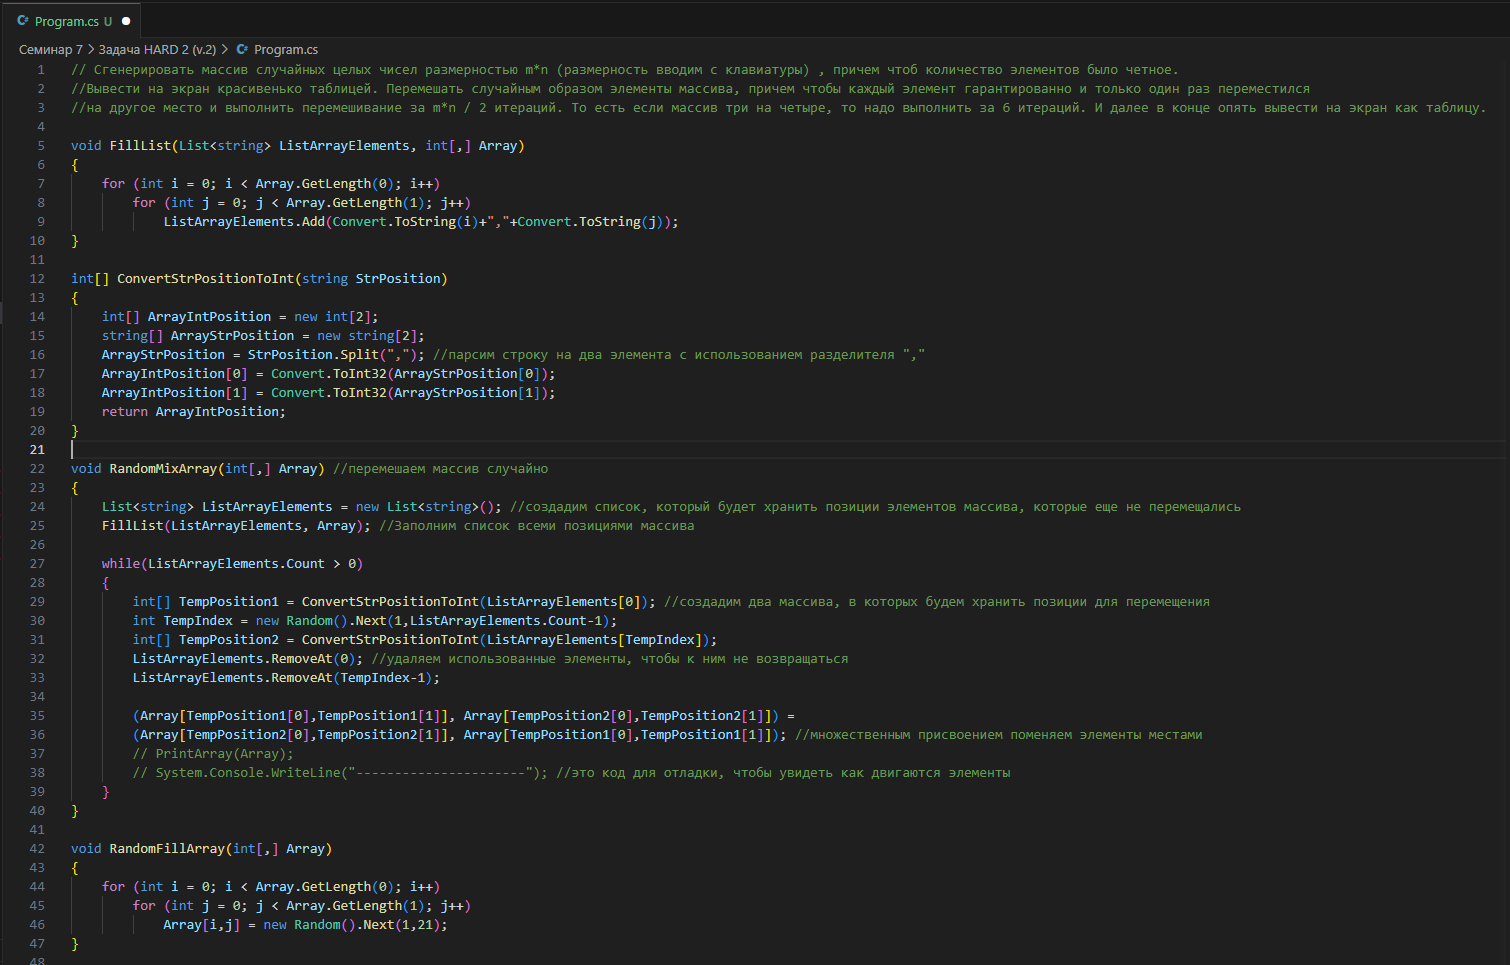 C# Program.cs U ●
Семинар 7 > Задача HARD 2 (v.2) > C# Program.cs
1 // Сгенерировать массив случайных целых чисел размерностью m*n (размерность вводим с клавиатуры) , причем чтоб количество элементов было четное.
2 //Вывести на экран красивенько таблицей. Перемешать случайным образом элементы массива, причем чтобы каждый элемент гарантированно и только один раз переместился
3 //на другое место и выполнить перемешивание за m*n / 2 итераций. То есть если массив три на четыре, то надо выполнить за 6 итераций. И далее в конце опять вывести на экран как таблицу.
4
5 void FillList(List<string> ListArrayElements, int[,] Array)
6 {
7     for (int i = 0; i < Array.GetLength(0); i++)
8         for (int j = 0; j < Array.GetLength(1); j++)
9             ListArrayElements.Add(Convert.ToString(i)+","+Convert.ToString(j));
10 }
11
12 int[] ConvertStrPositionToInt(string StrPosition)
13 {
14     int[] ArrayIntPosition = new int[2];
15     string[] ArrayStrPosition = new string[2];
16     ArrayStrPosition = StrPosition.Split(","); //парсим строку на два элемента с использованием разделителя ","
17     ArrayIntPosition[0] = Convert.ToInt32(ArrayStrPosition[0]);
18     ArrayIntPosition[1] = Convert.ToInt32(ArrayStrPosition[1]);
19     return ArrayIntPosition;
20 }
21
22 void RandomMixArray(int[,] Array) //перемешаем массив случайно
23 {
24     List<string> ListArrayElements = new List<string>(); //создадим список, который будет хранить позиции элементов массива, которые еще не перемещались
25     FillList(ListArrayElements, Array); //Заполним список всеми позициями массива
26
27     while(ListArrayElements.Count > 0)
28     {
29         int[] TempPosition1 = ConvertStrPositionToInt(ListArrayElements[0]); //создадим два массива, в которых будем хранить позиции для перемещения
30         int TempIndex = new Random().Next(1,ListArrayElements.Count-1);
31         int[] TempPosition2 = ConvertStrPositionToInt(ListArrayElements[TempIndex]);
32         ListArrayElements.RemoveAt(0); //удаляем использованные элементы, чтобы к ним не возвращаться
33         ListArrayElements.RemoveAt(TempIndex-1);
34
35         (Array[TempPosition1[0],TempPosition1[1]], Array[TempPosition2[0],TempPosition2[1]]) =
36         (Array[TempPosition2[0],TempPosition2[1]], Array[TempPosition1[0],TempPosition1[1]]); //множественным присвоением поменяем элементы местами
37         // PrintArray(Array);
38         // System.Console.WriteLine("----------------------"); //это код для отладки, чтобы увидеть как двигаются элементы
39     }
40 }
41
42 void RandomFillArray(int[,] Array)
43 {
44     for (int i = 0; i < Array.GetLength(0); i++)
45         for (int j = 0; j < Array.GetLength(1); j++)
46             Array[i,j] = new Random().Next(1,21);
47 }
48